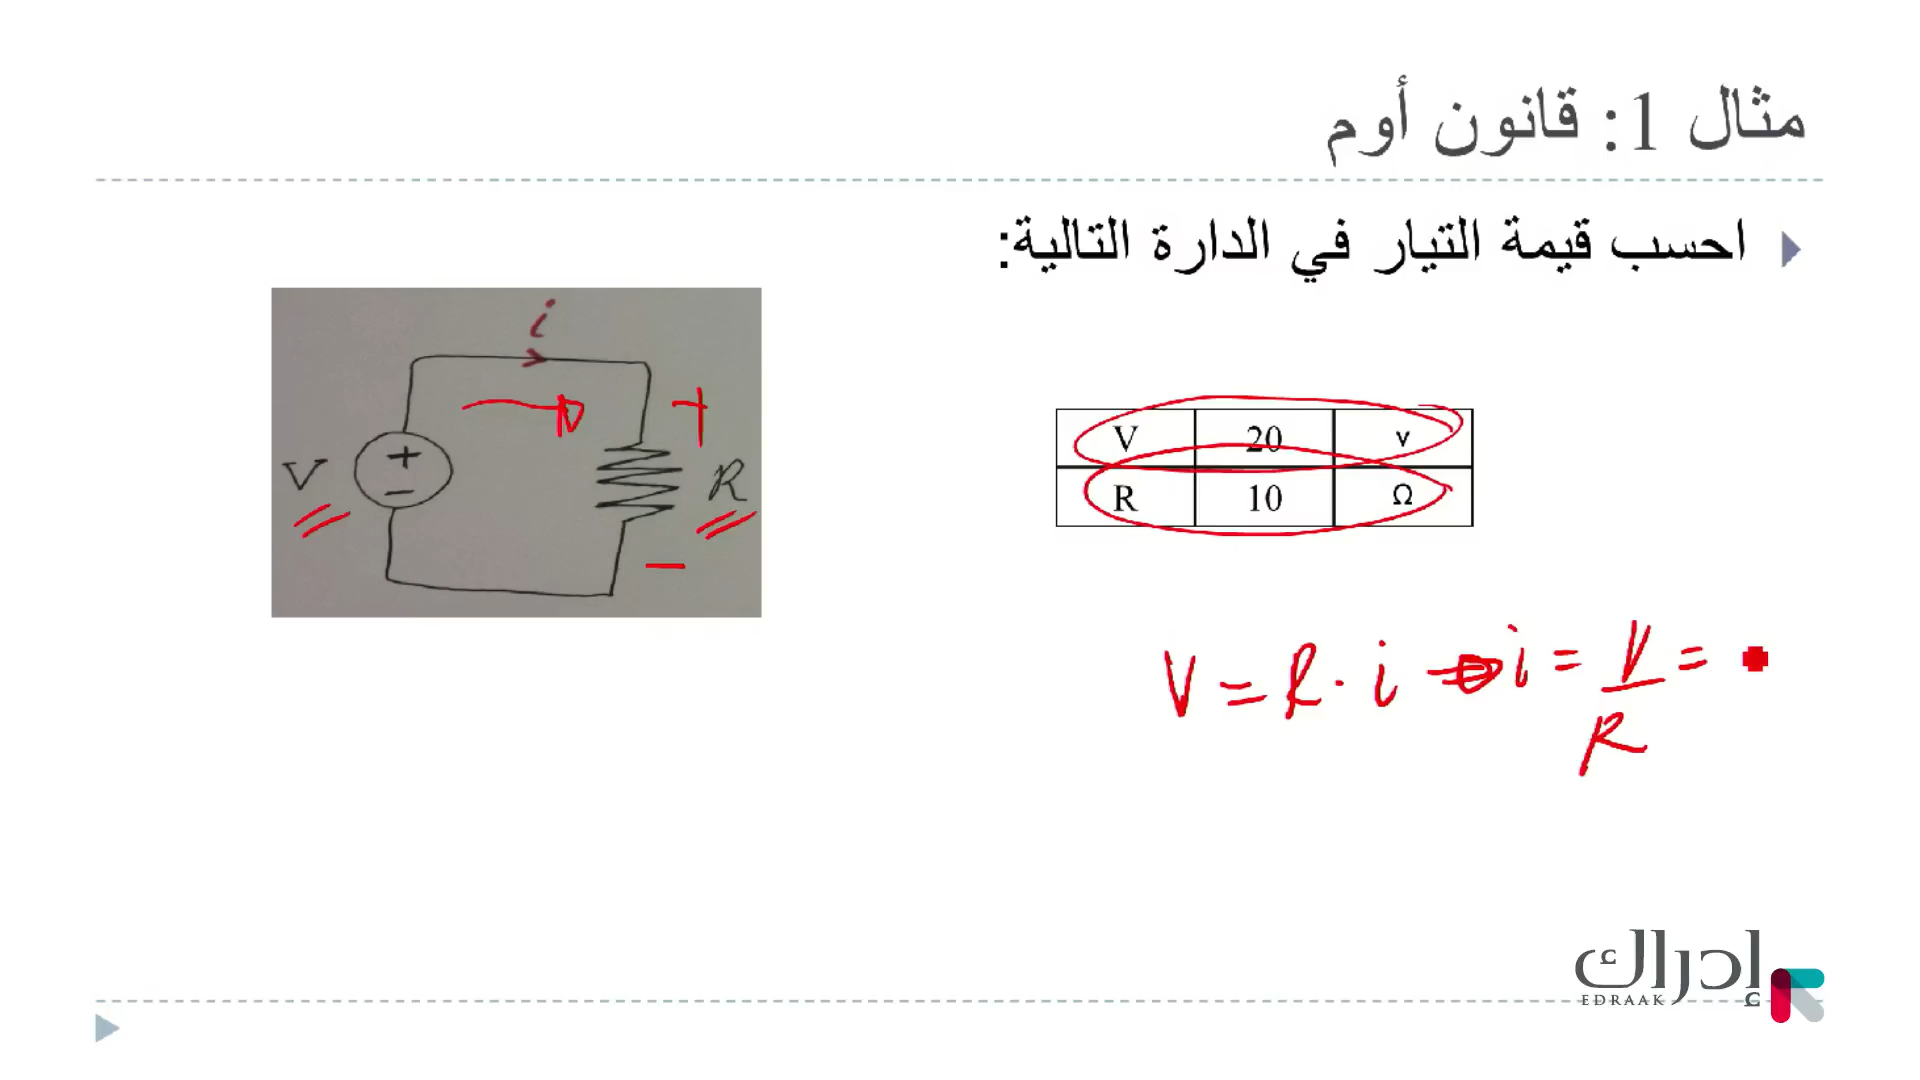 مثال 1: قانون أوم
احسب قيمة التيار في الدارة التالية:
i
+
V + R
−
−
V 20 v
R 10 Ω
V = R · i → i = V/R =
إدراك
EDRAAK